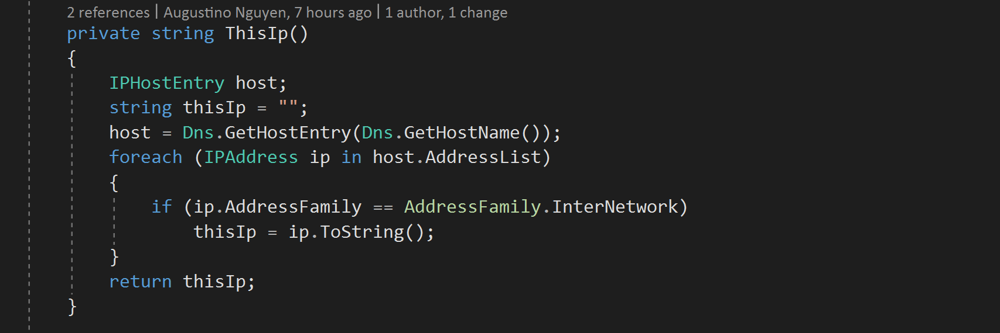 2 references | Augustino Nguyen, 7 hours ago | 1 author, 1 change
private string ThisIp()
{
    IPHostEntry host;
    string thisIp = "";
    host = Dns.GetHostEntry(Dns.GetHostName());
    foreach (IPAddress ip in host.AddressList)
    {
        if (ip.AddressFamily == AddressFamily.InterNetwork)
            thisIp = ip.ToString();
    }
    return thisIp;
}